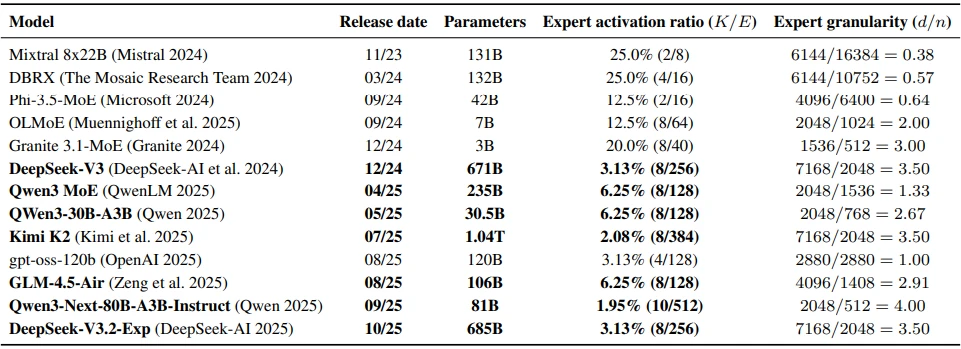 Model Release date Parameters Expert activation ratio (K/E) Expert granularity (d/n)
Mixtral 8x22B (Mistral 2024) 11/23 131B 25.0% (2/8) 6144/16384 = 0.38
DBRX (The Mosaic Research Team 2024) 03/24 132B 25.0% (4/16) 6144/10752 = 0.57
Phi-3.5-MoE (Microsoft 2024) 09/24 42B 12.5% (2/16) 4096/6400 = 0.64
OLMoE (Muennighoff et al. 2025) 09/24 7B 12.5% (8/64) 2048/1024 = 2.00
Granite 3.1-MoE (Granite 2024) 12/24 3B 20.0% (8/40) 1536/512 = 3.00
DeepSeek-V3 (DeepSeek-AI et al. 2024) 12/24 671B 3.13% (8/256) 7168/2048 = 3.50
Qwen3 MoE (QwenLM 2025) 04/25 235B 6.25% (8/128) 2048/1536 = 1.33
QWen3-30B-A3B (Qwen 2025) 05/25 30.5B 6.25% (8/128) 2048/768 = 2.67
Kimi K2 (Kimi et al. 2025) 07/25 1.04T 2.08% (8/384) 7168/2048 = 3.50
gpt-oss-120b (OpenAI 2025) 08/25 120B 3.13% (4/128) 2880/2880 = 1.00
GLM-4.5-Air (Zeng et al. 2025) 08/25 106B 6.25% (8/128) 4096/1408 = 2.91
Qwen3-Next-80B-A3B-Instruct (Qwen 2025) 09/25 81B 1.95% (10/512) 2048/512 = 4.00
DeepSeek-V3.2-Exp (DeepSeek-AI 2025) 10/25 685B 3.13% (8/256) 7168/2048 = 3.50